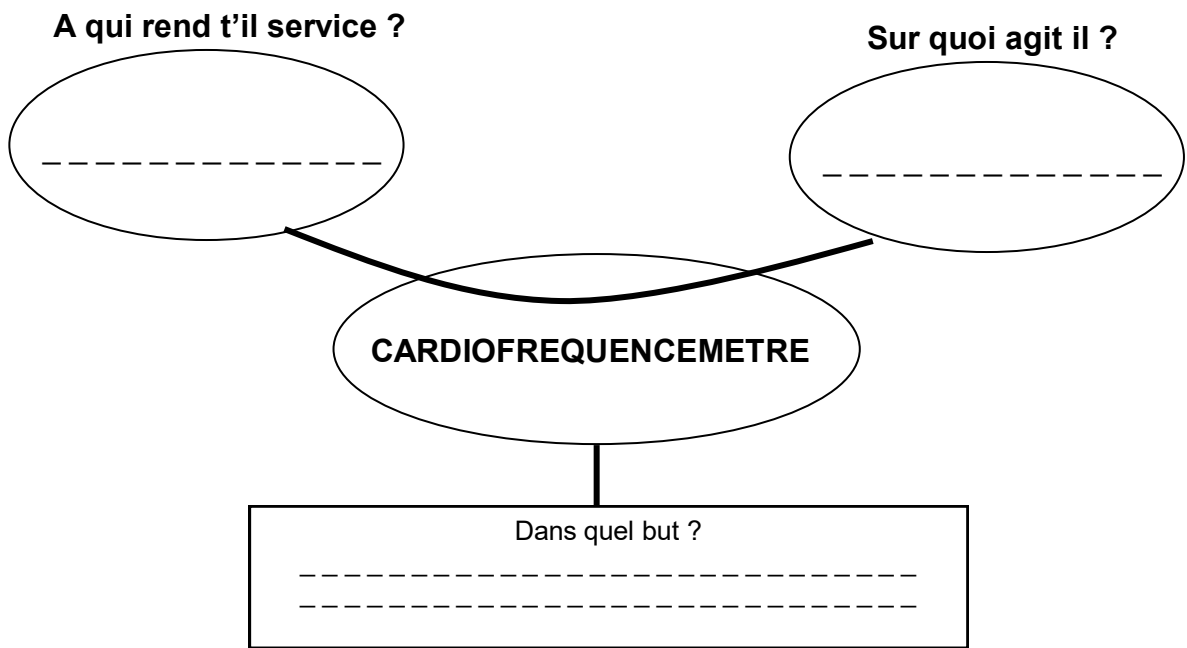 A qui rend t'il service ?
Sur quoi agit il ?
CARDIOFREQUENCEMETRE
Dans quel but ?